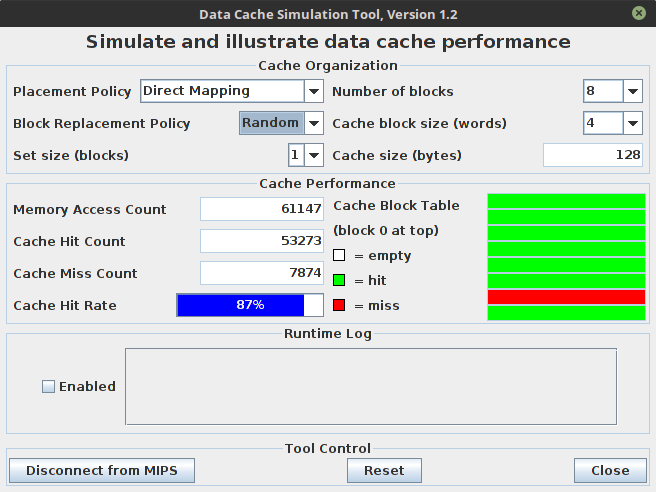 Data Cache Simulation Tool, Version 1.2
Simulate and illustrate data cache performance
Cache Organization
Placement Policy Direct Mapping Number of blocks 8
Block Replacement Policy Random Cache block size (words) 4
Set size (blocks) 1 Cache size (bytes) 128
Cache Performance
Memory Access Count 61147 Cache Block Table
(block 0 at top)
Cache Hit Count 53273
= empty
Cache Miss Count 7874 = hit
Cache Hit Rate 87% = miss
Runtime Log
Enabled
Tool Control
Disconnect from MIPS Reset Close